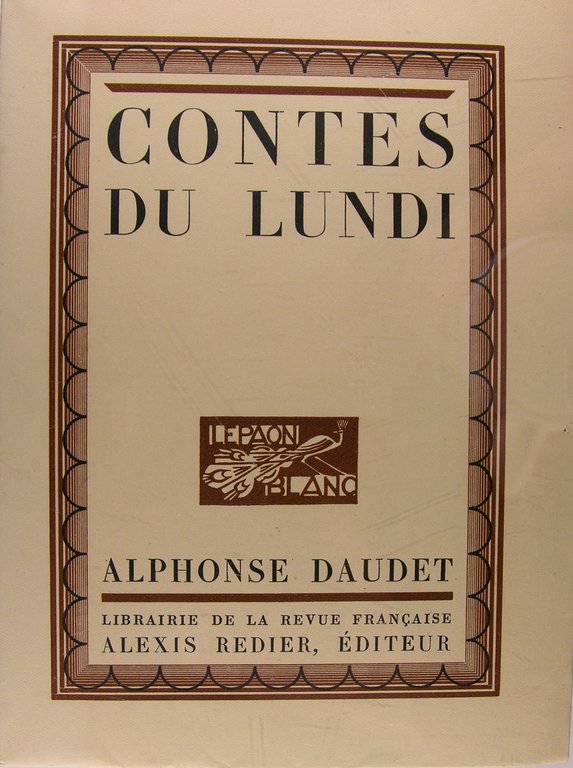 CONTES
DU LUNDI
LE PAON
BLANC
ALPHONSE DAUDET
LIBRAIRIE DE LA REVUE FRANÇAISE
ALEXIS REDIER, ÉDITEUR